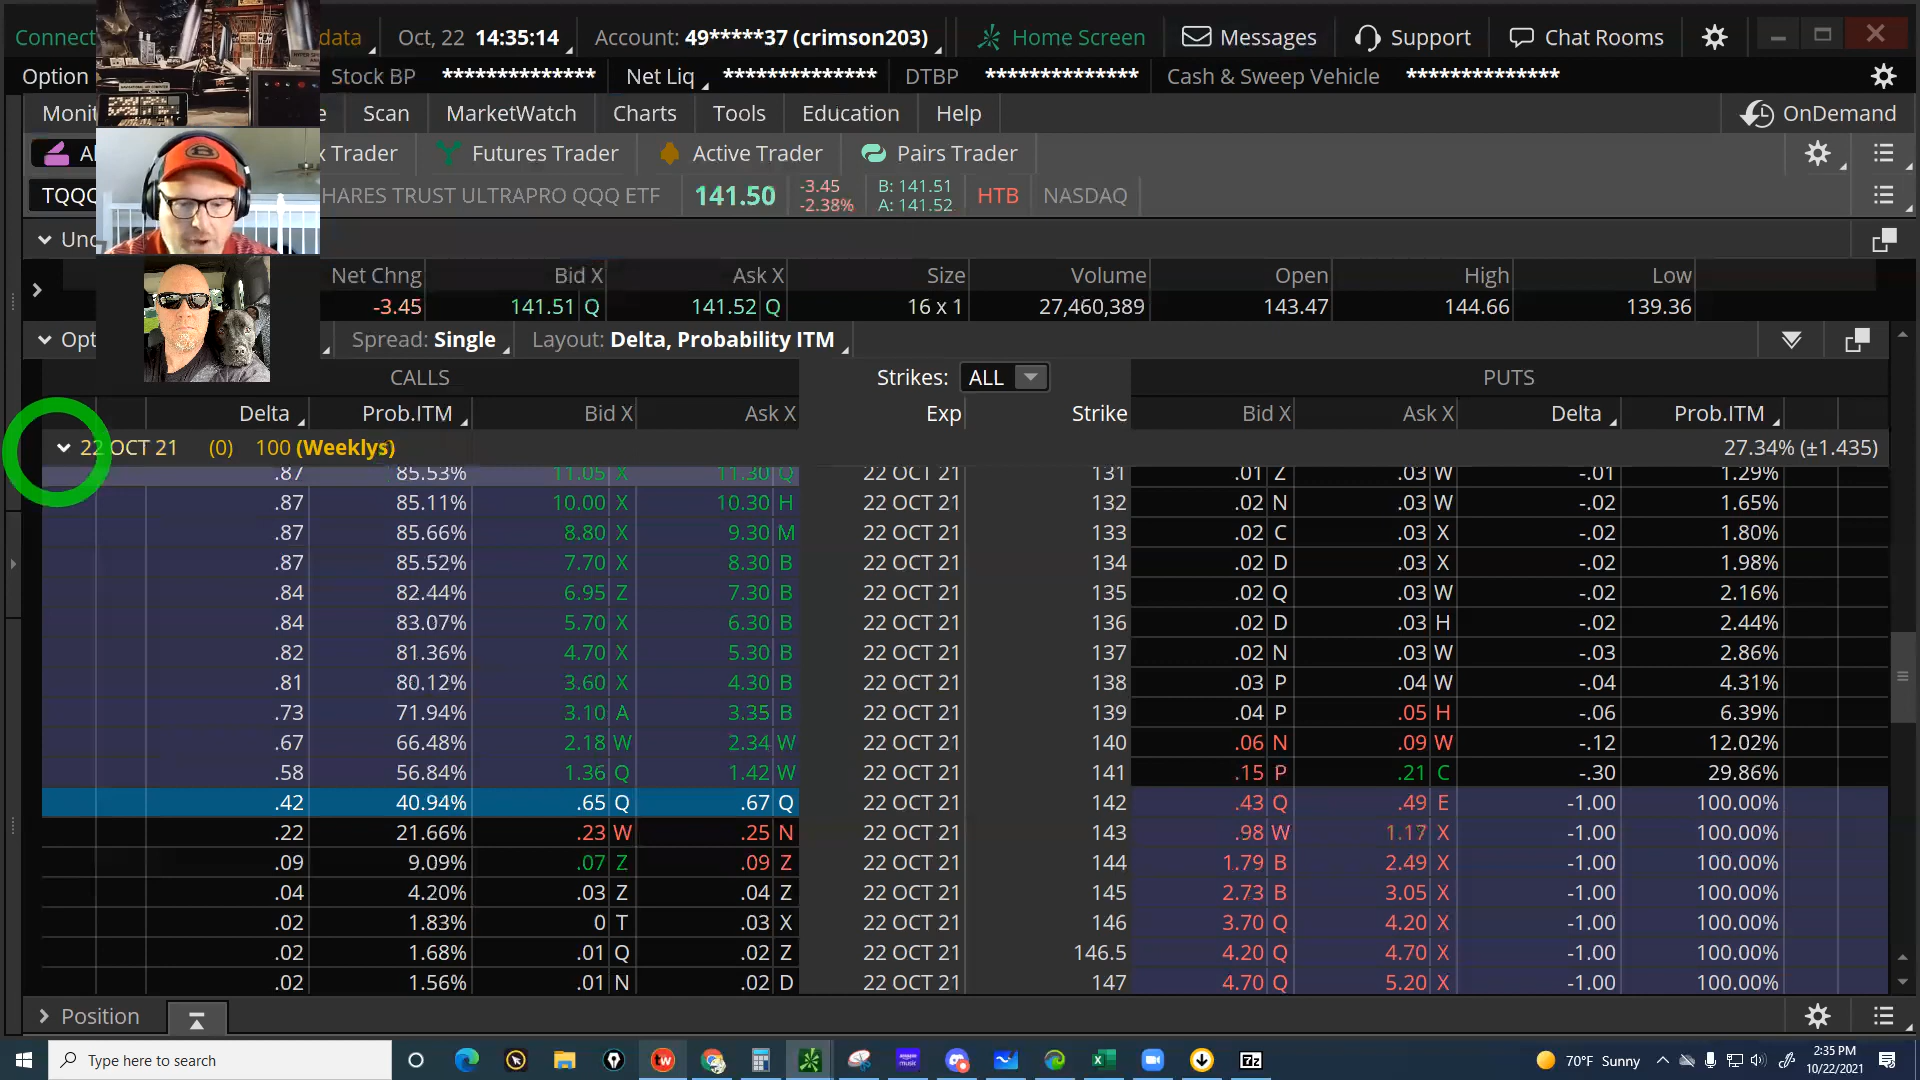 Connect data Oct, 22 14:35:14 Account: 49*****37 (crimson203) Home Screen Messages Support Chat Rooms
Option Stock BP ************** Net Liq ************** DTBP ************** Cash & Sweep Vehicle **************
Monit e Scan MarketWatch Charts Tools Education Help OnDemand
Al x Trader Futures Trader Active Trader Pairs Trader
TQQQ HARES TRUST ULTRAPRO QQQ ETF 141.50 -3.45 -2.38% B: 141.51 A: 141.52 HTB NASDAQ
Und
Net Chng Bid X Ask X Size Volume Open High Low
-3.45 141.51 Q 141.52 Q 16 x 1 27,460,389 143.47 144.66 139.36
Opt Spread: Single Layout: Delta, Probability ITM
CALLS Strikes: ALL PUTS
Delta Prob.ITM Bid X Ask X Exp Strike Bid X Ask X Delta Prob.ITM
22 OCT 21 (0) 100 (Weeklys) 27.34% (±1.435)
.87 85.53% 11.05 X 11.30 Q 22 OCT 21 131 .01 Z .03 W -.01 1.29%
.87 85.11% 10.00 X 10.30 H 22 OCT 21 132 .02 N .03 W -.02 1.65%
.87 85.66% 8.80 X 9.30 M 22 OCT 21 133 .02 C .03 X -.02 1.80%
.87 85.52% 7.70 X 8.30 B 22 OCT 21 134 .02 D .03 X -.02 1.98%
.84 82.44% 6.95 Z 7.30 B 22 OCT 21 135 .02 Q .03 W -.02 2.16%
.84 83.07% 5.70 X 6.30 B 22 OCT 21 136 .02 D .03 H -.02 2.44%
.82 81.36% 4.70 X 5.30 B 22 OCT 21 137 .02 N .03 W -.03 2.86%
.81 80.12% 3.60 X 4.30 B 22 OCT 21 138 .03 P .04 W -.04 4.31%
.73 71.94% 3.10 A 3.35 B 22 OCT 21 139 .04 P .05 H -.06 6.39%
.67 66.48% 2.18 W 2.34 W 22 OCT 21 140 .06 N .09 W -.12 12.02%
.58 56.84% 1.36 Q 1.42 W 22 OCT 21 141 .15 P .21 C -.30 29.86%
.42 40.94% .65 Q .67 Q 22 OCT 21 142 .43 Q .49 E -1.00 100.00%
.22 21.66% .23 W .25 N 22 OCT 21 143 .98 W 1.17 X -1.00 100.00%
.09 9.09% .07 Z .09 Z 22 OCT 21 144 1.79 B 2.49 X -1.00 100.00%
.04 4.20% .03 Z .04 Z 22 OCT 21 145 2.73 B 3.05 X -1.00 100.00%
.02 1.83% 0 T .03 X 22 OCT 21 146 3.70 Q 4.20 X -1.00 100.00%
.02 1.68% .01 Q .02 Z 22 OCT 21 146.5 4.20 Q 4.70 X -1.00 100.00%
.02 1.56% .01 N .02 D 22 OCT 21 147 4.70 Q 5.20 X -1.00 100.00%
Position
Type here to search 70°F Sunny 2:35 PM
10/22/2021